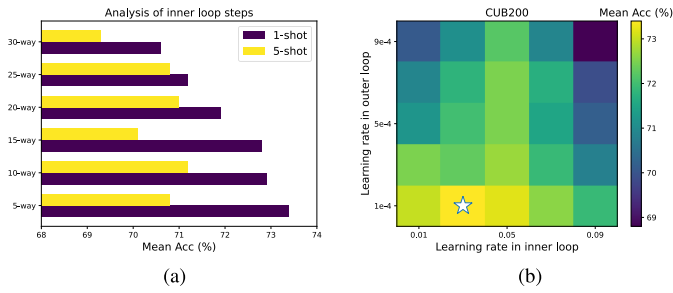 Analysis of inner loop steps
1-shot
5-shot
30-way
25-way
20-way
15-way
10-way
5-way
68 69 70 71 72 73 74
Mean Acc (%)
(a)
CUB200
Mean Acc (%)
Learning rate in outer loop
9e-4
5e-4
1e-4
0.01 0.05 0.09
Learning rate in inner loop
73
72
71
70
69
(b)